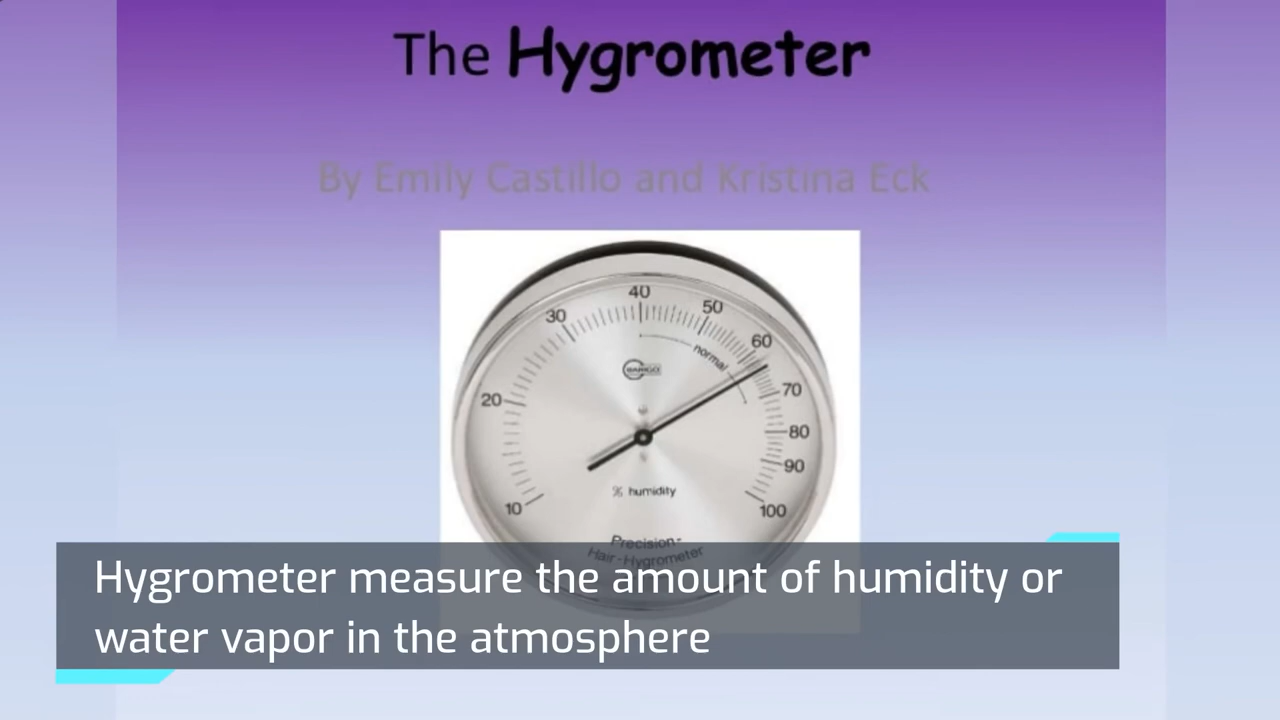 The Hygrometer
By Emily Castillo and Kristina Eck
40
50
30
60
normal
BARIGO
70
20
80
90
% humidity
10
100
Precision-
Hair-Hygrometer
Hygrometer measure the amount of humidity or
water vapor in the atmosphere